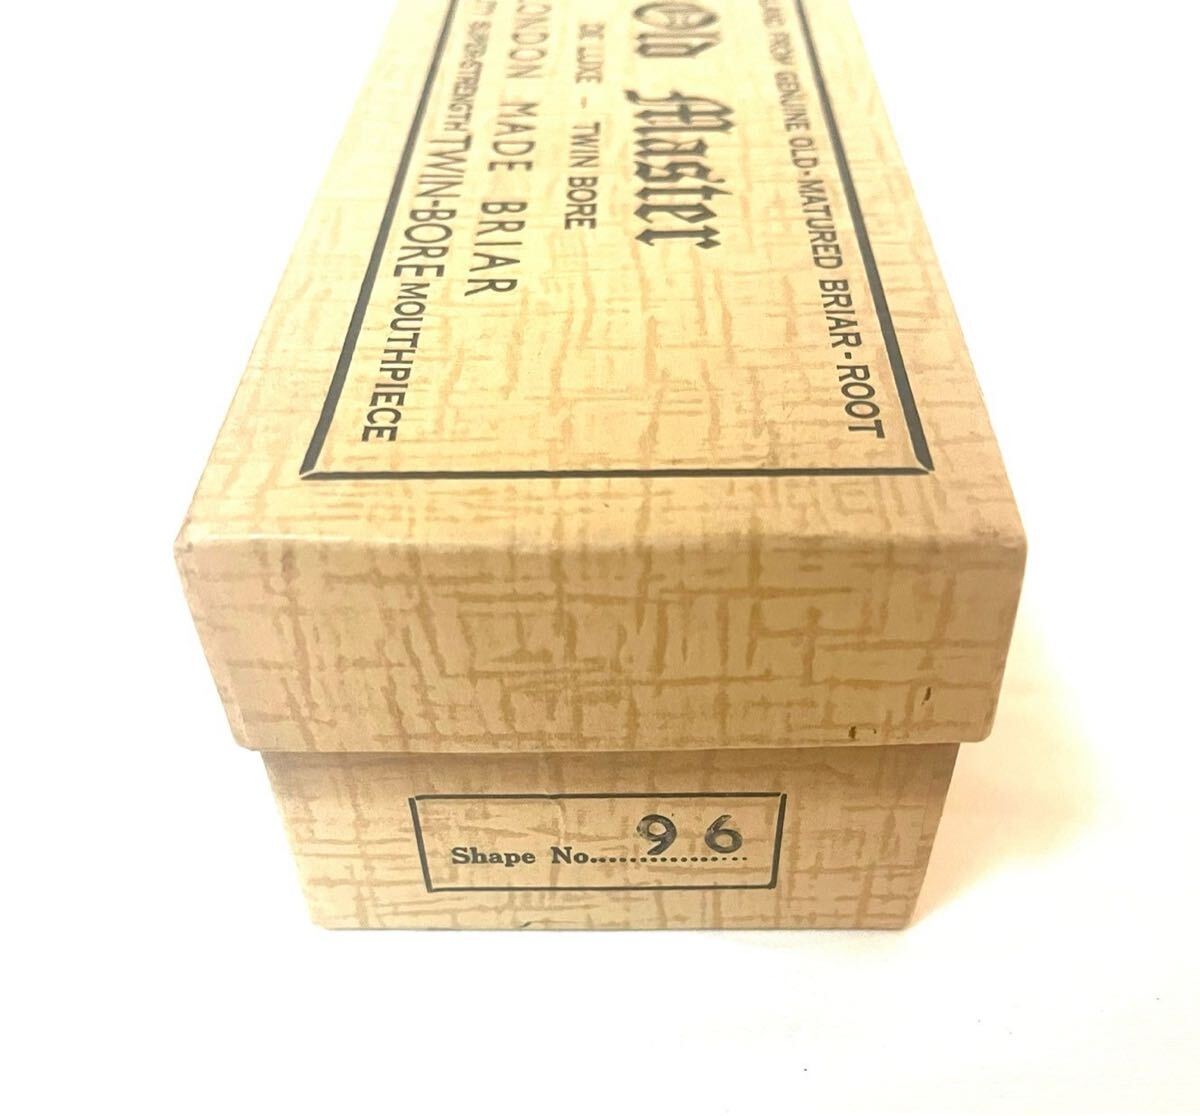 FROM GENUINE OLD-MATURED BRIAR-ROOT
Old Master
DE LUXE - TWIN BORE
LONDON MADE BRIAR
SUPER-STRENGTH TWIN-BORE MOUTHPIECE
Shape No. 96